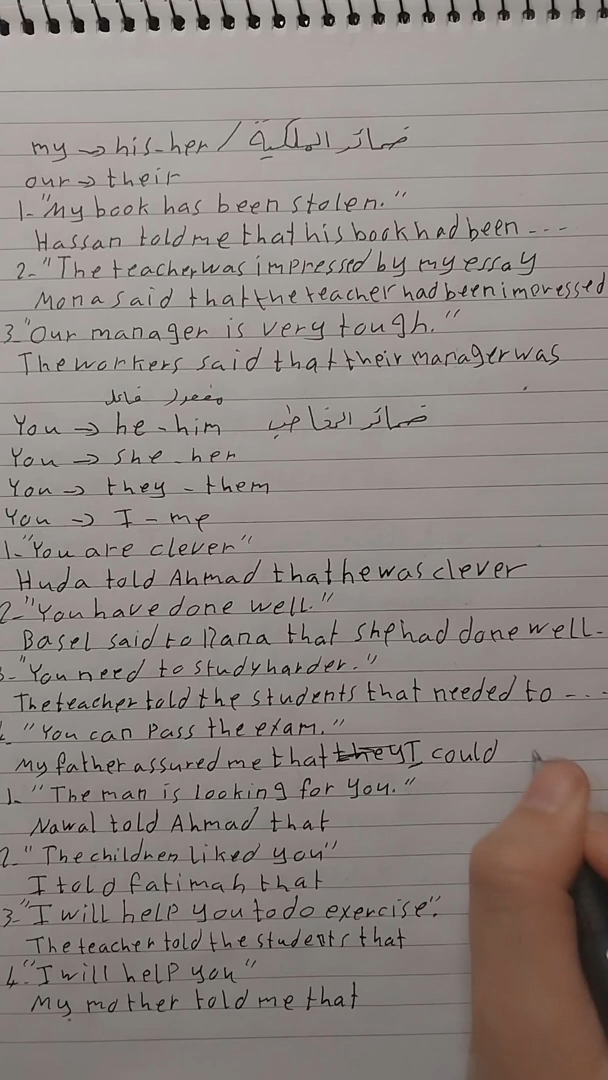 my → his-her / ضمائر الملكية
our → their
1- "My book has been stolen."
Hassan told me that his book had been ---
2- "The teacher was impressed by my essay
Mona said that the teacher had been impressed
3- "Our manager is very tough."
The workers said that their manager was
مفعول فاعل
You → he - him ضمائر المخاطب
You → she - her
You → they - them
You → I - me
1- "You are clever"
Huda told Ahmad that he was clever
2- "You have done well."
Basel said to Rana that she had done well-
3- "You need to study harder."
The teacher told the students that needed to ---
4- "You can pass the exam."
My father assured me that they I could
1- "The man is looking for you."
Nawal told Ahmad that
2- "The children liked you"
I told fatimah that
3- "I will help you to do exercise".
The teacher told the students that
4- "I will help you"
My mother told me that